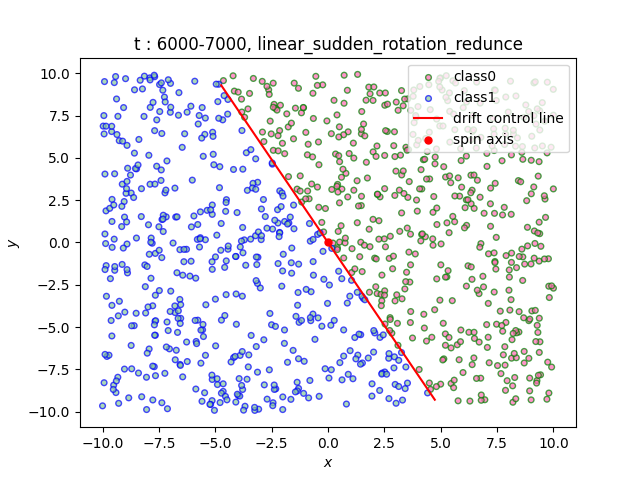 t : 6000-7000, linear_sudden_rotation_redunce
class0
class1
drift control line
spin axis
10.0
7.5
5.0
2.5
0.0
−2.5
−5.0
−7.5
−10.0
y
−10.0 −7.5 −5.0 −2.5 0.0 2.5 5.0 7.5 10.0
x